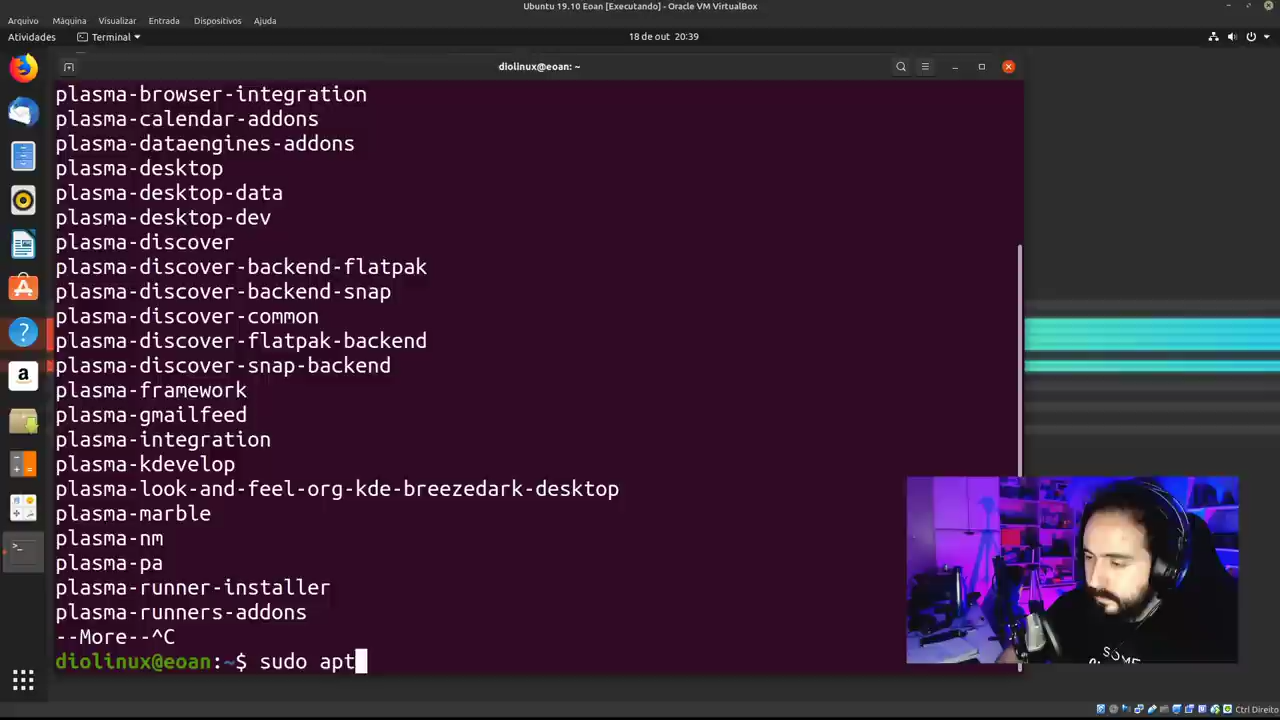 Ubuntu 19.10 Eoan [Executando] - Oracle VM VirtualBox
Arquivo Máquina Visualizar Entrada Dispositivos Ajuda
Atividades Terminal 18 de out 20:39
diolinux@eoan: ~
plasma-browser-integration
plasma-calendar-addons
plasma-dataengines-addons
plasma-desktop
plasma-desktop-data
plasma-desktop-dev
plasma-discover
plasma-discover-backend-flatpak
plasma-discover-backend-snap
plasma-discover-common
plasma-discover-flatpak-backend
plasma-discover-snap-backend
plasma-framework
plasma-gmailfeed
plasma-integration
plasma-kdevelop
plasma-look-and-feel-org-kde-breezedark-desktop
plasma-marble
plasma-nm
plasma-pa
plasma-runner-installer
plasma-runners-addons
--More--^C
diolinux@eoan:~$ sudo apt
SOME
Ctrl Direito